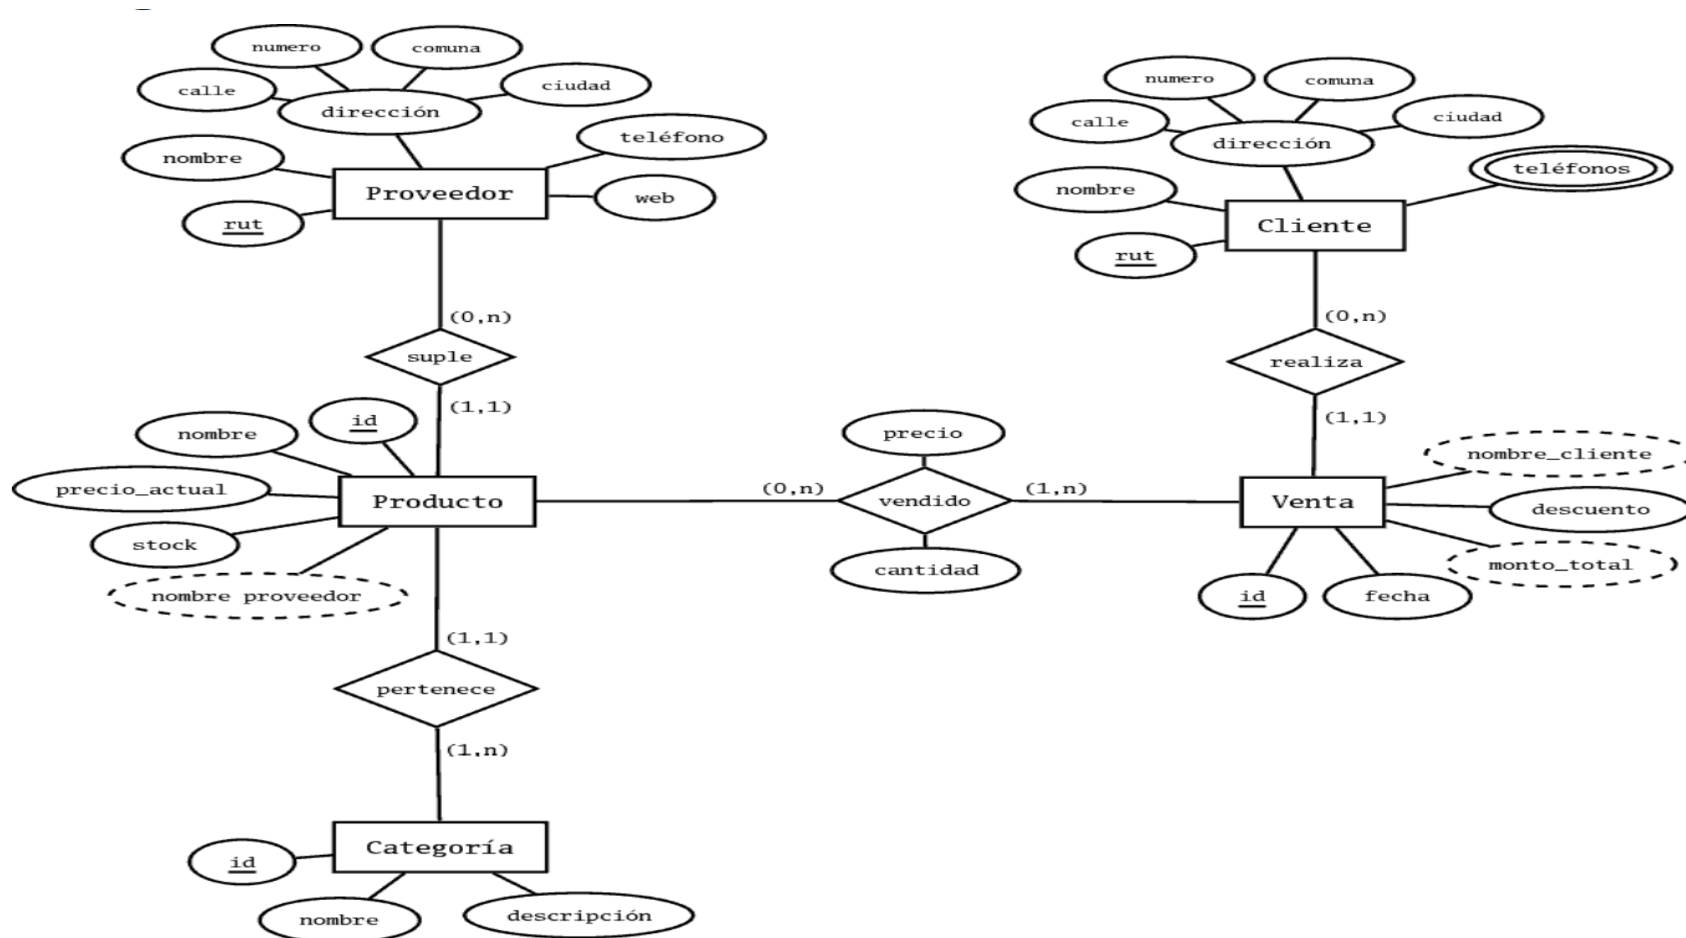 numero
comuna
calle
ciudad
dirección
teléfono
nombre
Proveedor
web
rut
(0,n)
suple
(1,1)
numero
comuna
calle
ciudad
dirección
teléfonos
nombre
Cliente
rut
(0,n)
realiza
(1,1)
id
nombre
precio_actual
Producto
stock
nombre proveedor
precio
(0,n)
vendido
(1,n)
cantidad
nombre_cliente
Venta
descuento
monto_total
id
fecha
(1,1)
pertenece
(1,n)
Categoría
id
nombre
descripción